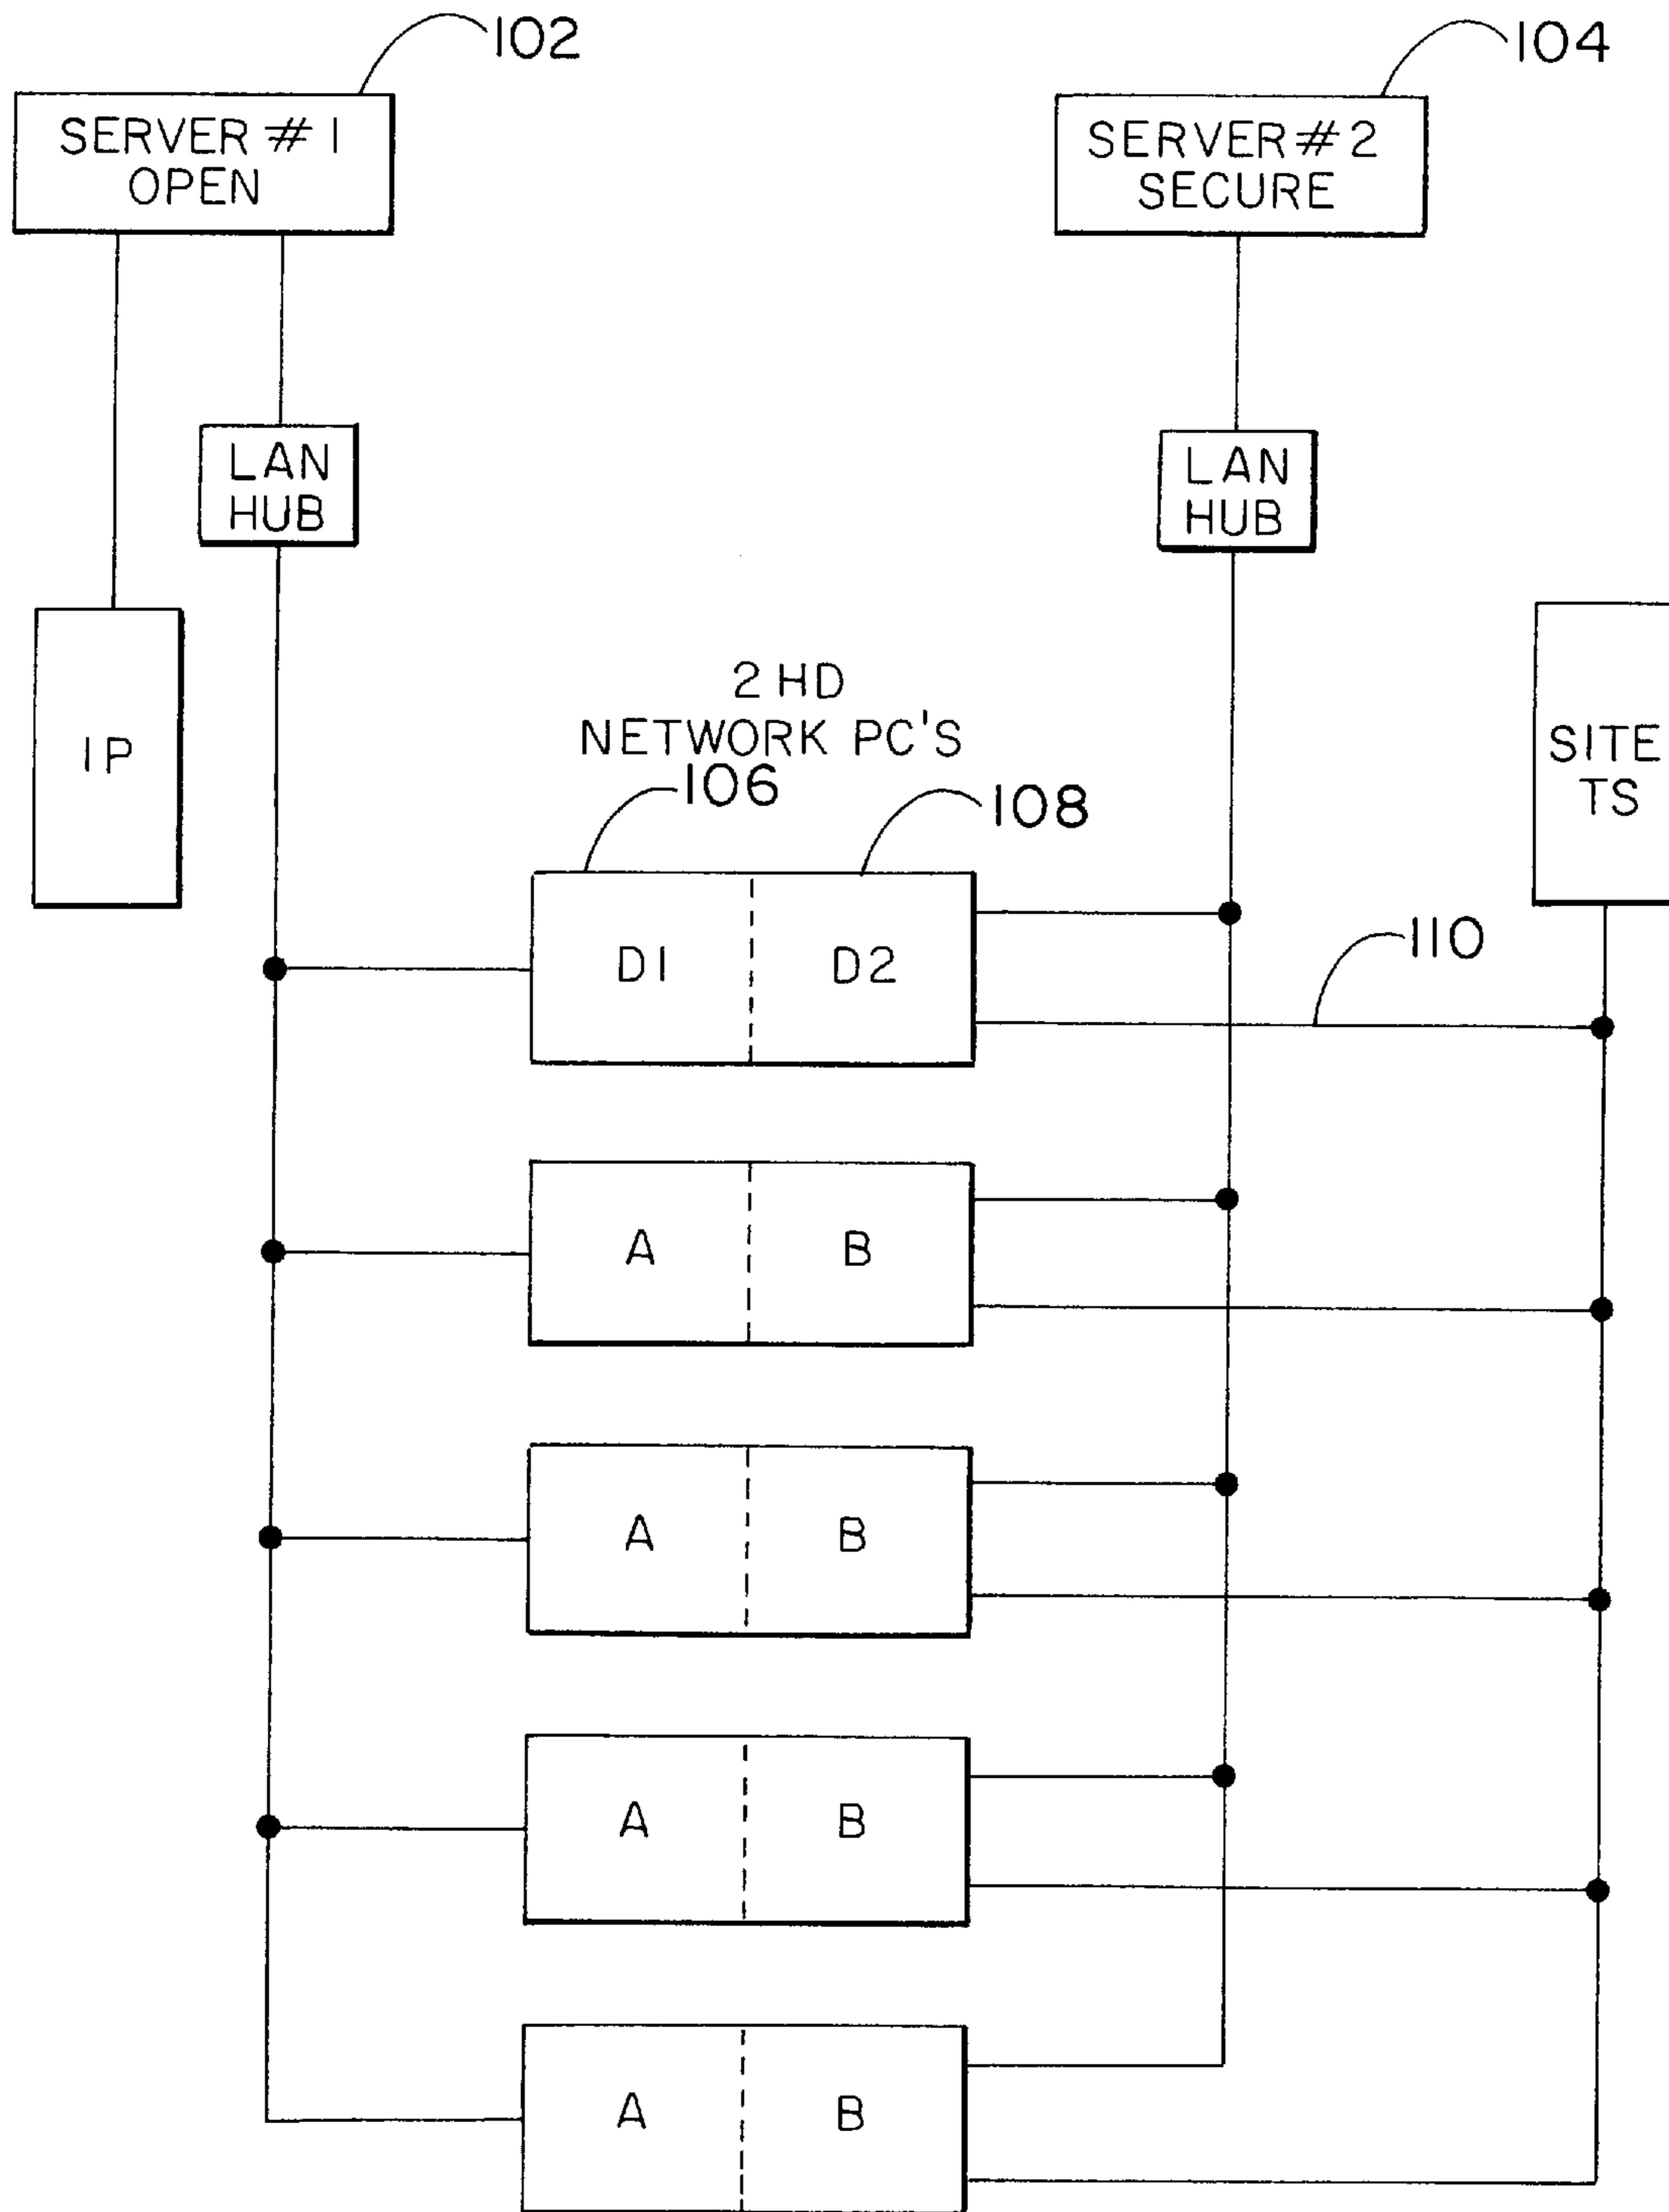 102
104
SERVER # 1
OPEN
SERVER # 2
SECURE
LAN
HUB
LAN
HUB
IP
2 HD
NETWORK PC'S
SITE
TS
106
108
110
D1
D2
A
B
A
B
A
B
A
B